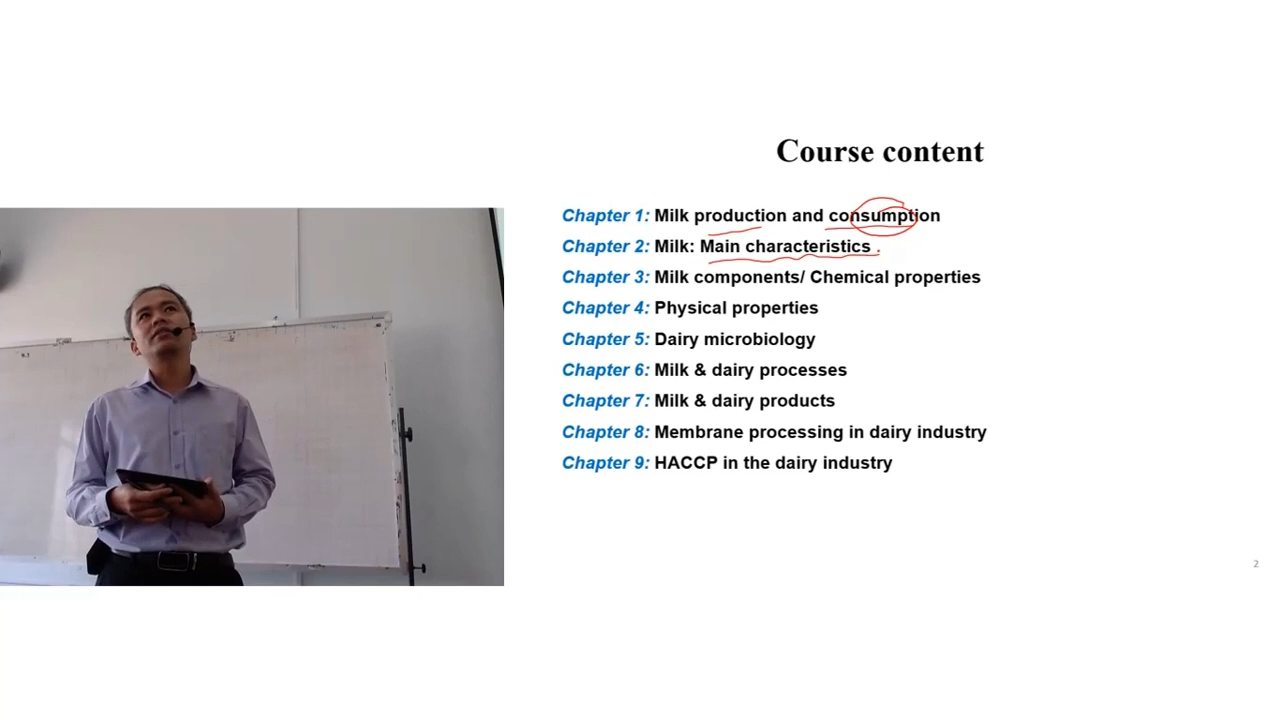 Course content
Chapter 1: Milk production and consumption
Chapter 2: Milk: Main characteristics .
Chapter 3: Milk components/ Chemical properties
Chapter 4: Physical properties
Chapter 5: Dairy microbiology
Chapter 6: Milk & dairy processes
Chapter 7: Milk & dairy products
Chapter 8: Membrane processing in dairy industry
Chapter 9: HACCP in the dairy industry
2